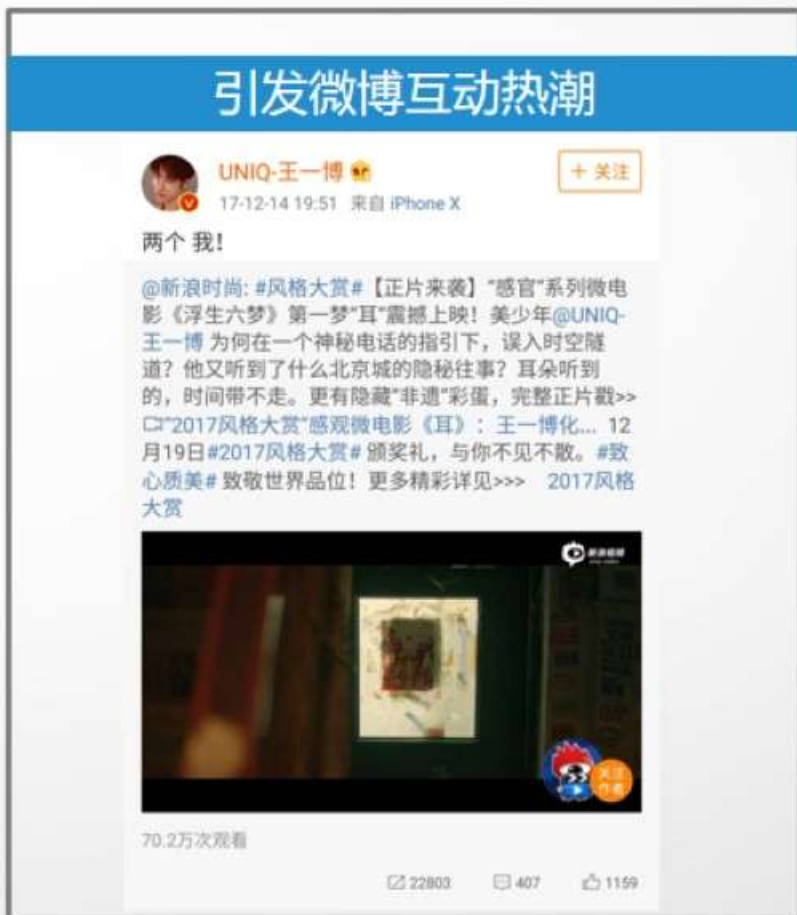 引发微博互动热潮
UNIQ-王一博
+ 关注
17-12-14 19:51 来自 iPhone X
两个 我！
@新浪时尚: #风格大赏#【正片来袭】"感官"系列微电
影《浮生六梦》第一梦"耳"震撼上映！美少年@UNIQ-
王一博 为何在一个神秘电话的指引下，误入时空隧
道？他又听到了什么北京城的隐秘往事？耳朵听到
的，时间带不走。更有隐藏"非遗"彩蛋，完整正片戳>>
"2017风格大赏"感观微电影《耳》：王一博化... 12
月19日#2017风格大赏# 颁奖礼，与你不见不散。#致
心质美# 致敬世界品位！更多精彩详见>>> 2017风格
大赏
新浪视频
关注
作者
70.2万次观看
22803 407 1159